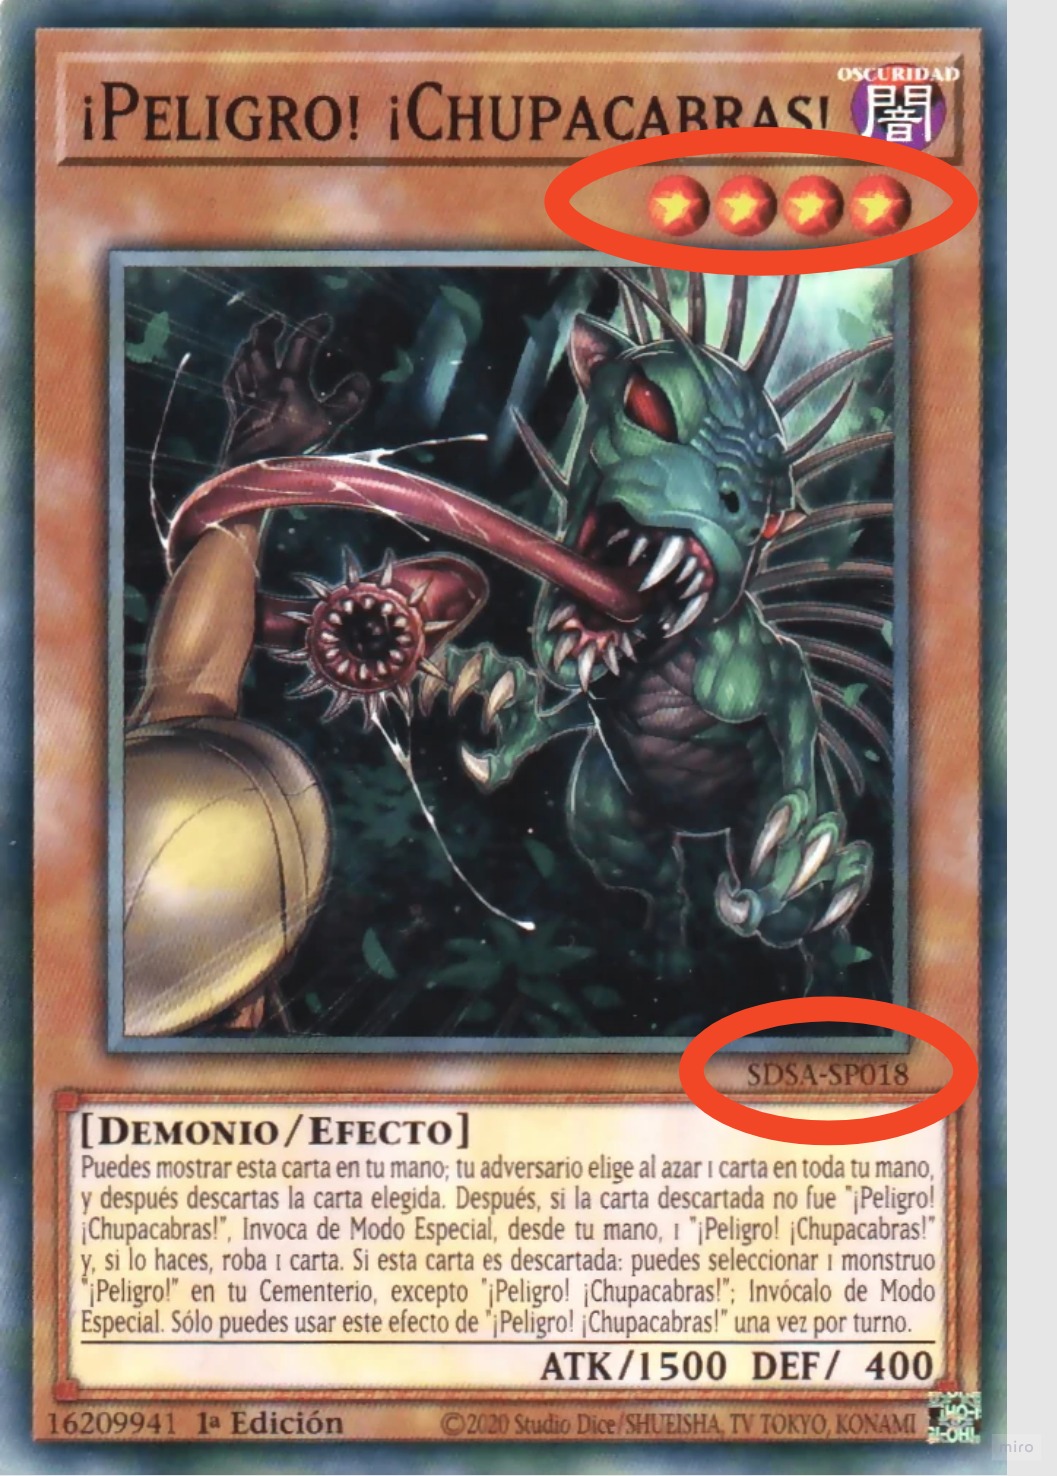 ¡PELIGRO! ¡CHUPACABRAS!
OSCURIDAD
闇
SDSA-SP018
[DEMONIO/EFECTO]
Puedes mostrar esta carta en tu mano; tu adversario elige al azar 1 carta en toda tu mano,
y después descartas la carta elegida. Después, si la carta descartada no fue "¡Peligro!
¡Chupacabras!", Invoca de Modo Especial, desde tu mano, 1 "¡Peligro! ¡Chupacabras!"
y, si lo haces, roba 1 carta. Si esta carta es descartada: puedes seleccionar 1 monstruo
"¡Peligro!" en tu Cementerio, excepto "¡Peligro! ¡Chupacabras!"; Invócalo de Modo
Especial. Sólo puedes usar este efecto de "¡Peligro! ¡Chupacabras!" una vez por turno.
ATK/1500 DEF/ 400
16209941 1ª Edición ©2020 Studio Dice/SHUEISHA, TV TOKYO, KONAMI
miro